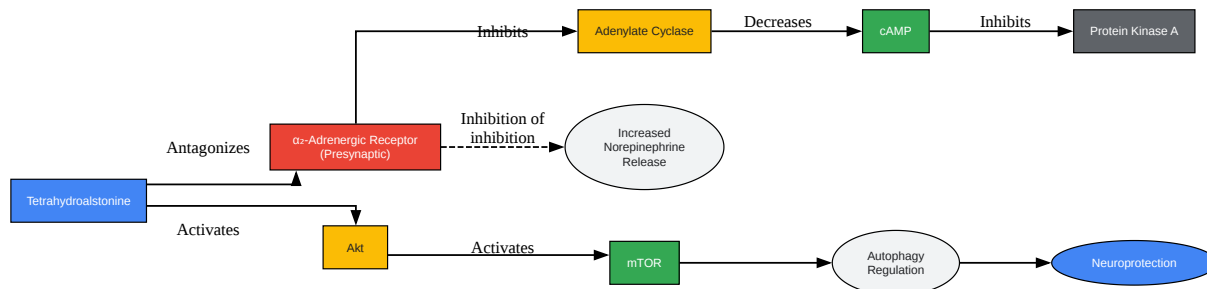 Inhibits
Adenylate Cyclase
Decreases
cAMP
Inhibits
Protein Kinase A
Antagonizes
α₂-Adrenergic Receptor
(Presynaptic)
Inhibition of
inhibition
Increased
Norepinephrine
Release
Tetrahydroalstonine
Activates
Akt
Activates
mTOR
Autophagy
Regulation
Neuroprotection